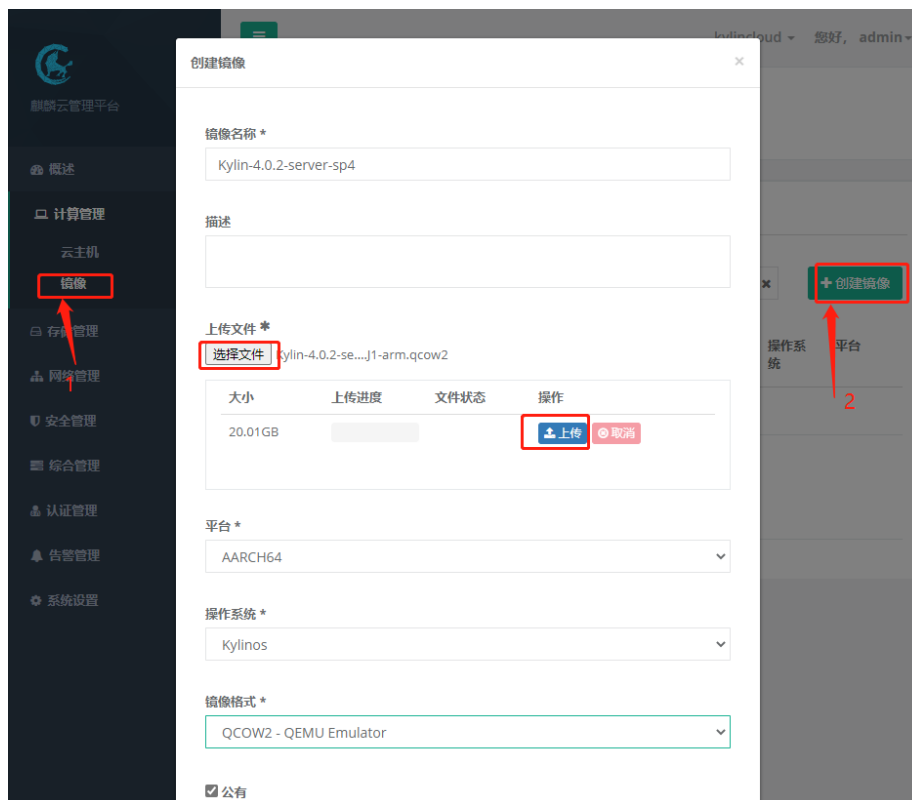 kylincloud
您好, admin
麒麟云管理平台
概述
计算管理
云主机
镜像
存储管理
1
网络管理
安全管理
综合管理
认证管理
告警管理
系统设置
创建镜像
×
镜像名称 *
Kylin-4.0.2-server-sp4
描述
上传文件 *
选择文件 Kylin-4.0.2-se....J1-arm.qcow2
大小 上传进度 文件状态 操作
20.01GB 上传 取消
平台 *
AARCH64
操作系统 *
Kylinos
镜像格式 *
QCOW2 - QEMU Emulator
公有
+创建镜像
操作系
统
平台
2